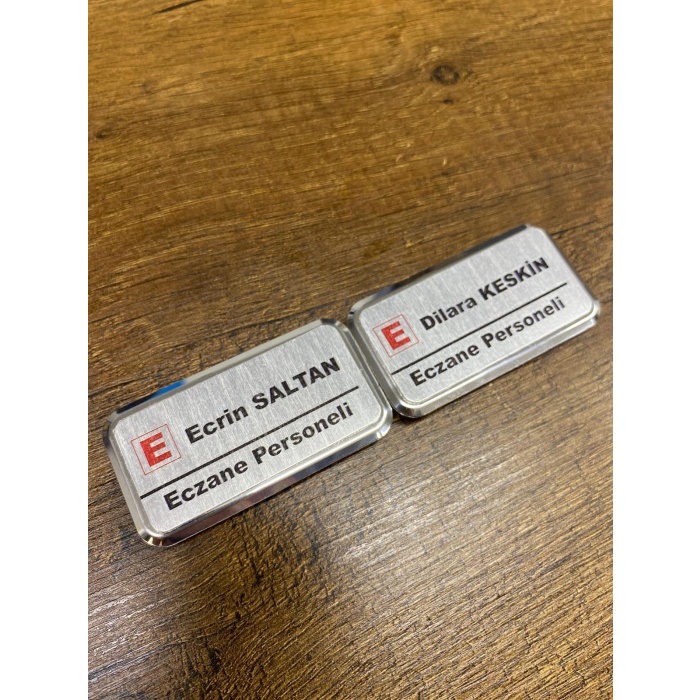 E Ecrin SALTAN
Eczane Personeli
E Dilara KESKİN
Eczane Personeli